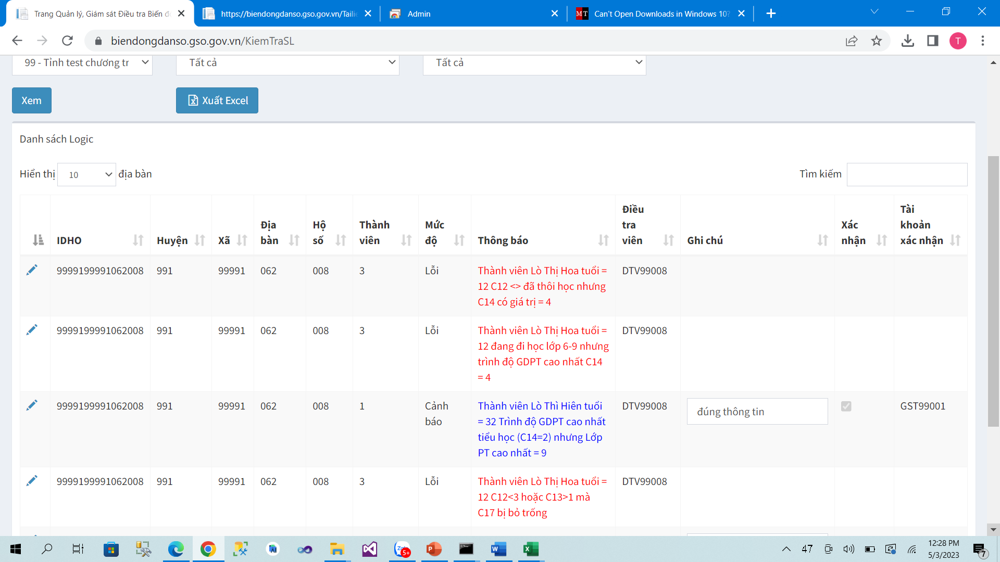 Trang Quản lý, Giám sát Điều tra Biến đ
https://biendongdanso.gso.gov.vn/Taili
Admin
MT
Can't Open Downloads in Windows 10?
biendongdanso.gso.gov.vn/KiemTraSL
T
99 - Tỉnh test chương tr
Tất cả
Tất cả
Xem
Xuất Excel
Danh sách Logic
Hiển thị 10 địa bàn
Tìm kiếm
IDHO
Huyện
Xã
Địa bàn
Hộ số
Thành viên
Mức độ
Thông báo
Điều tra viên
Ghi chú
Xác nhận
Tài khoản xác nhận
9999199991062008 991 99991 062 008 3 Lỗi
Thành viên Lò Thị Hoa tuổi =
12 C12 <> đã thôi học nhưng
C14 có giá trị = 4
DTV99008
9999199991062008 991 99991 062 008 3 Lỗi
Thành viên Lò Thị Hoa tuổi =
12 đang đi học lớp 6-9 nhưng
trình độ GDPT cao nhất C14
= 4
DTV99008
9999199991062008 991 99991 062 008 1 Cảnh báo
Thành viên Lò Thì Hiên tuổi
= 32 Trình độ GDPT cao nhất
tiểu học (C14=2) nhưng Lớp
PT cao nhất = 9
DTV99008
đúng thông tin
GST99001
9999199991062008 991 99991 062 008 3 Lỗi
Thành viên Lò Thị Hoa tuổi =
12 C12<3 hoặc C13>1 mà
C17 bị bỏ trống
DTV99008
5+
47
12:28 PM
5/3/2023
7